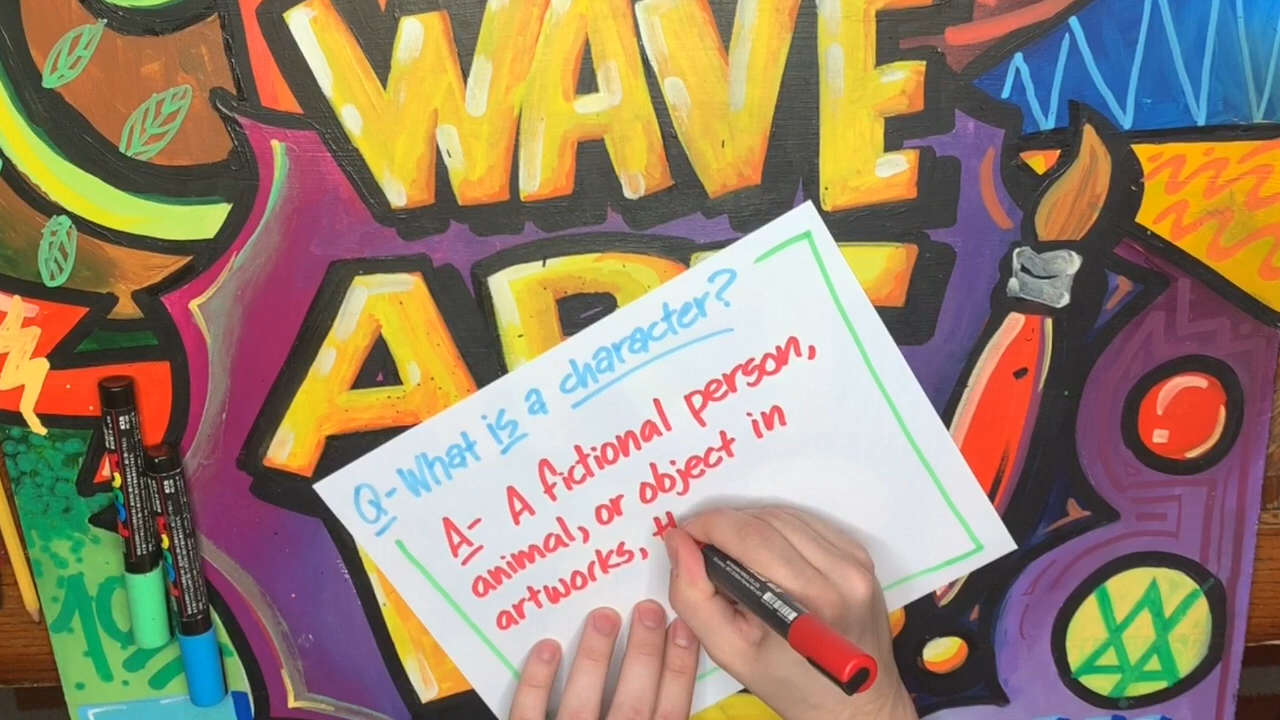 WAVE
Q- What is a character?
A- A fictional person,
animal, or object in
artworks,